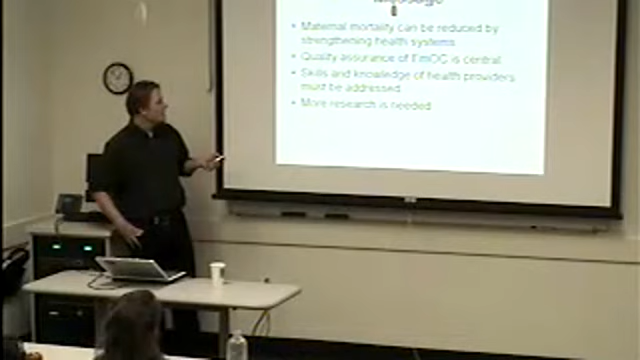 Message
• Maternal mortality can be reduced by
strengthening health systems
• Quality assurance of EmOC is central
• Skills and knowledge of health providers
must be addressed
• More research is needed